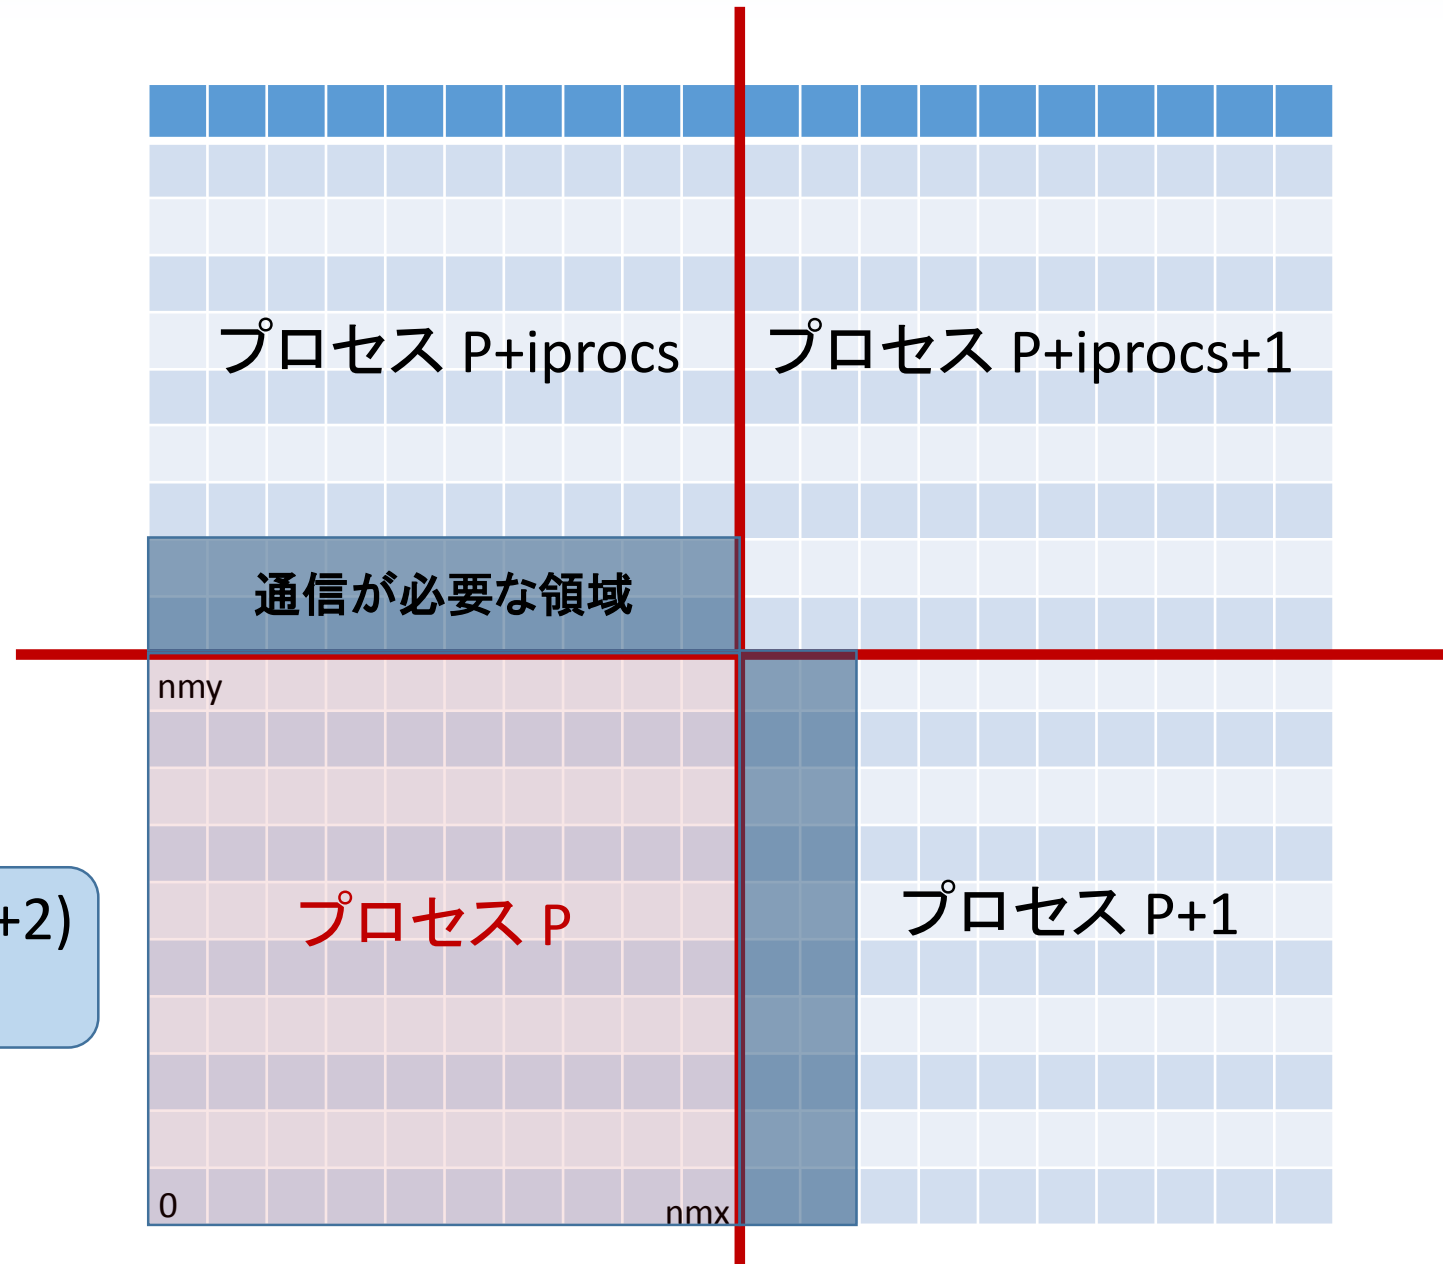 プロセス P+iprocs
プロセス P+iprocs+1
通信が必要な領域
nmy
+2)
プロセス P
プロセス P+1
0
nmx